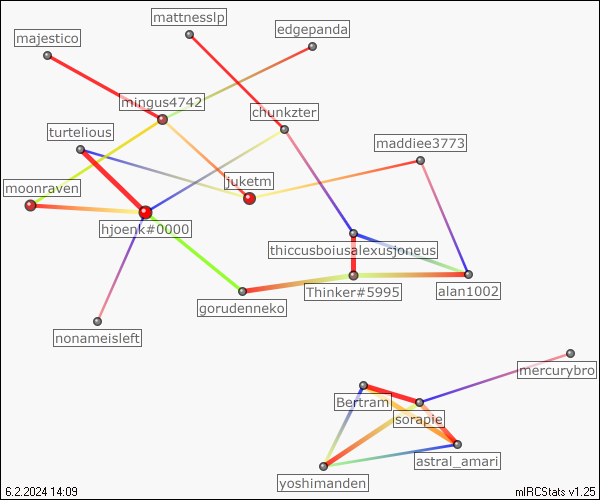 mattnesslp
edgepanda
majestico
mingus4742
chunkzter
turtelious
maddiee3773
juketm
moonraven
hjoenk#0000
thiccusboiusalexusjoneus
Thinker#5995
alan1002
gorudenneko
nonameisleft
mercurybro
Bertram
sorapie
astral_amari
yoshimanden
6.2.2024 14:09
mIRCStats v1.25